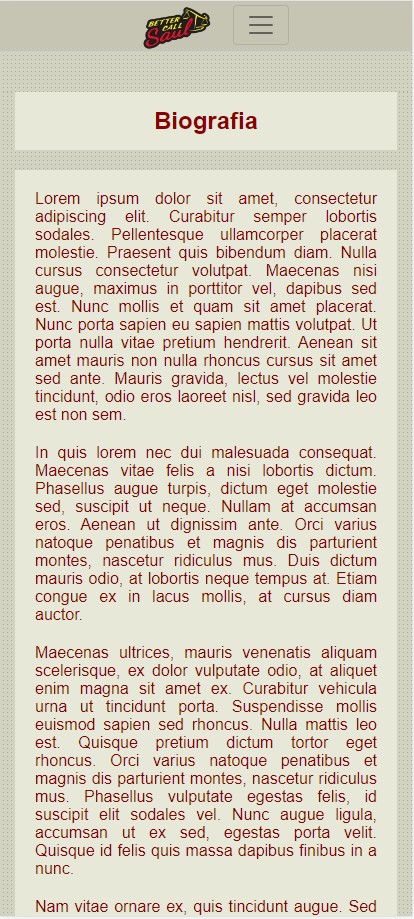 BETTER
CALL
Saul
Biografia
Lorem ipsum dolor sit amet, consectetur
adipiscing elit. Curabitur semper lobortis
sodales. Pellentesque ullamcorper placerat
molestie. Praesent quis bibendum diam. Nulla
cursus consectetur volutpat. Maecenas nisi
augue, maximus in porttitor vel, dapibus sed
est. Nunc mollis et quam sit amet placerat.
Nunc porta sapien eu sapien mattis volutpat. Ut
porta nulla vitae pretium hendrerit. Aenean sit
amet mauris non nulla rhoncus cursus sit amet
sed ante. Mauris gravida, lectus vel molestie
tincidunt, odio eros laoreet nisl, sed gravida leo
est non sem.
In quis lorem nec dui malesuada consequat.
Maecenas vitae felis a nisi lobortis dictum.
Phasellus augue turpis, dictum eget molestie
sed, suscipit ut neque. Nullam at accumsan
eros. Aenean ut dignissim ante. Orci varius
natoque penatibus et magnis dis parturient
montes, nascetur ridiculus mus. Duis dictum
mauris odio, at lobortis neque tempus at. Etiam
congue ex in lacus mollis, at cursus diam
auctor.
Maecenas ultrices, mauris venenatis aliquam
scelerisque, ex dolor vulputate odio, at aliquet
enim magna sit amet ex. Curabitur vehicula
urna ut tincidunt porta. Suspendisse mollis
euismod sapien sed rhoncus. Nulla mattis leo
est. Quisque pretium dictum tortor eget
rhoncus. Orci varius natoque penatibus et
magnis dis parturient montes, nascetur ridiculus
mus. Phasellus vulputate egestas felis, id
suscipit elit sodales vel. Nunc augue ligula,
accumsan ut ex sed, egestas porta velit.
Quisque id felis quis massa dapibus finibus in a
nunc.
Nam vitae ornare ex, quis tincidunt augue. Sed